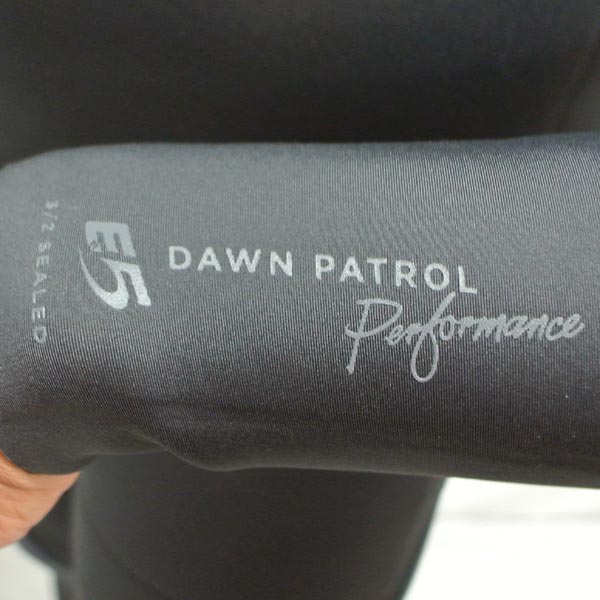 3/2 SEALED
E5
DAWN PATROL
Performance